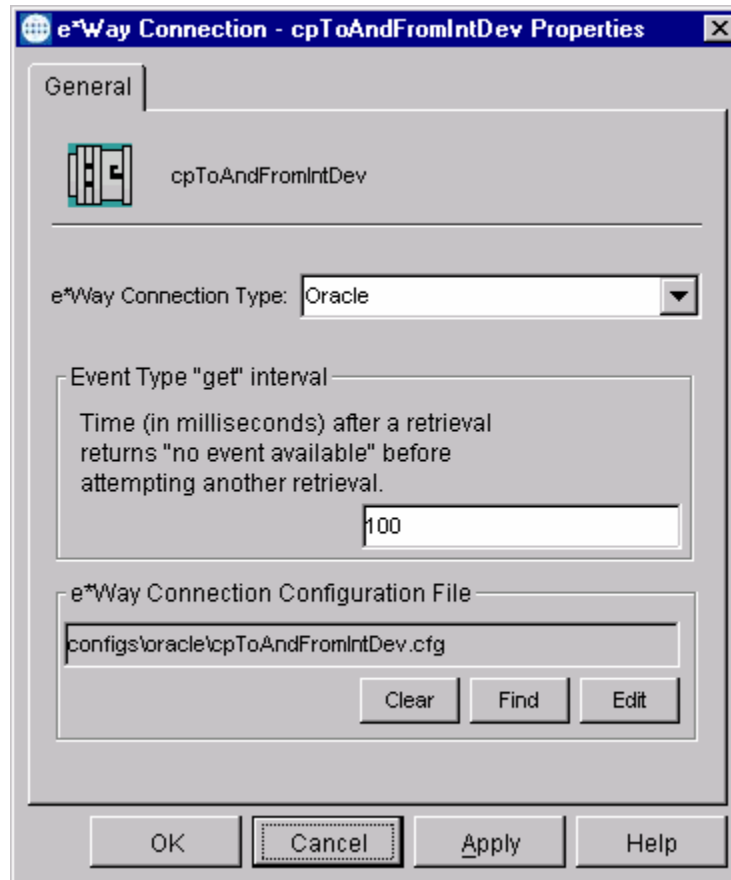 e*Way Connection - cpToAndFromIntDev Properties
General
cpToAndFromIntDev
e*Way Connection Type: Oracle
Event Type "get" interval
Time (in milliseconds) after a retrieval
returns "no event available" before
attempting another retrieval.
100
e*Way Connection Configuration File
configs\oracle\cpToAndFromIntDev.cfg
Clear Find Edit
OK Cancel Apply Help